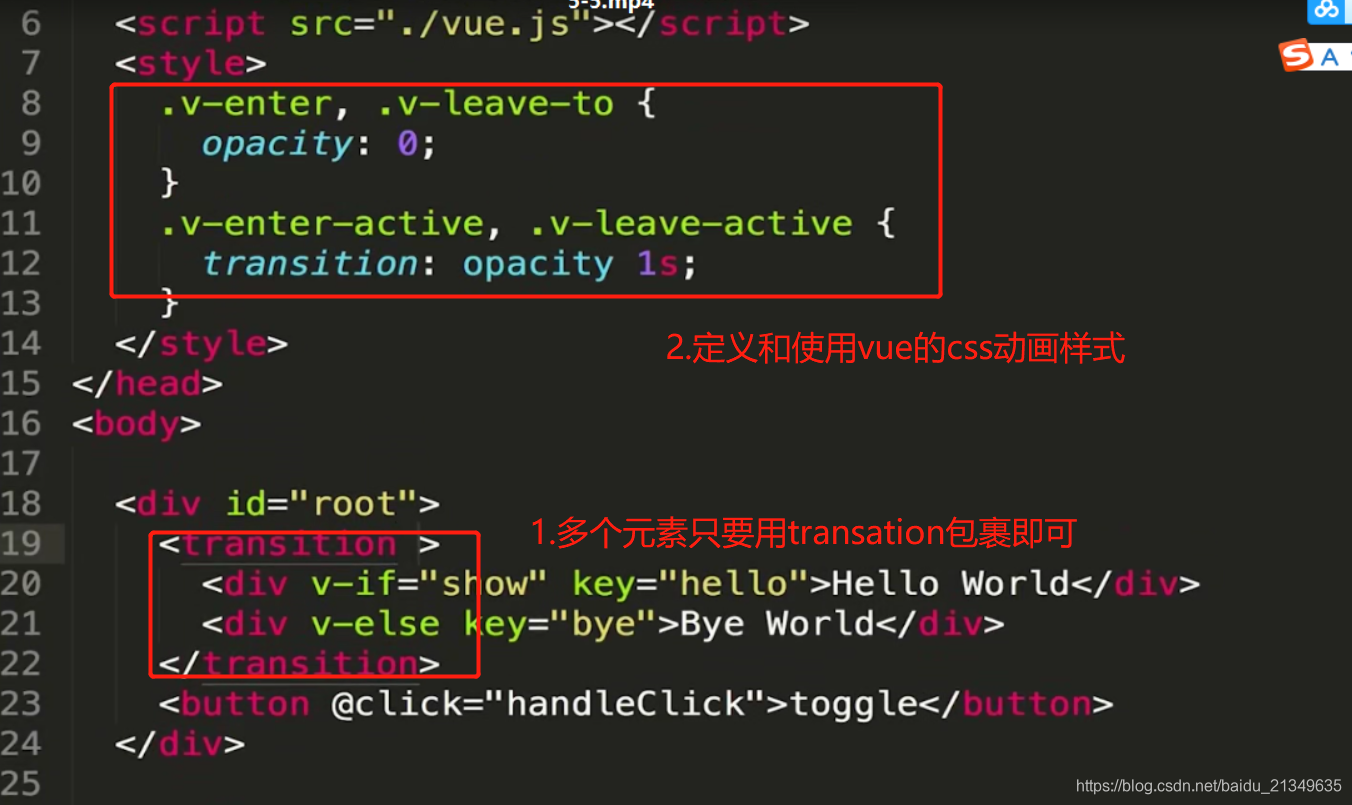 5-5.mp4
6 <script src="./vue.js"></script>
7 <style>
8 .v-enter, .v-leave-to {
9 opacity: 0;
10 }
11 .v-enter-active, .v-leave-active {
12 transition: opacity 1s;
13 }
14 </style>
2.定义和使用vue的css动画样式
15 </head>
16 <body>
17
18 <div id="root">
1.多个元素只要用transation包裹即可
19 <transition >
20 <div v-if="show" key="hello">Hello World</div>
21 <div v-else key="bye">Bye World</div>
22 </transition>
23 <button @click="handleClick">toggle</button>
24 </div>
25
https://blog.csdn.net/baidu_21349635
S A